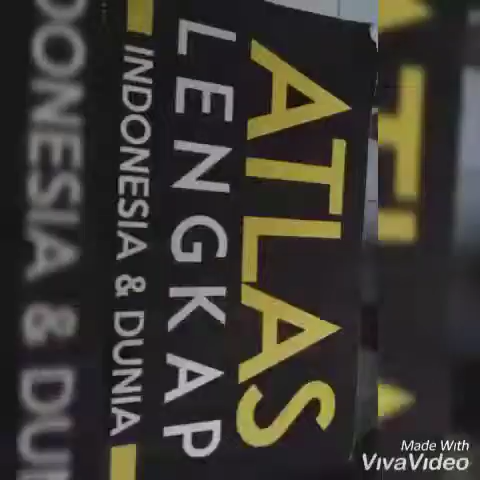 ATLAS
LENGKAP
INDONESIA & DUNIA
Made With
VivaVideo